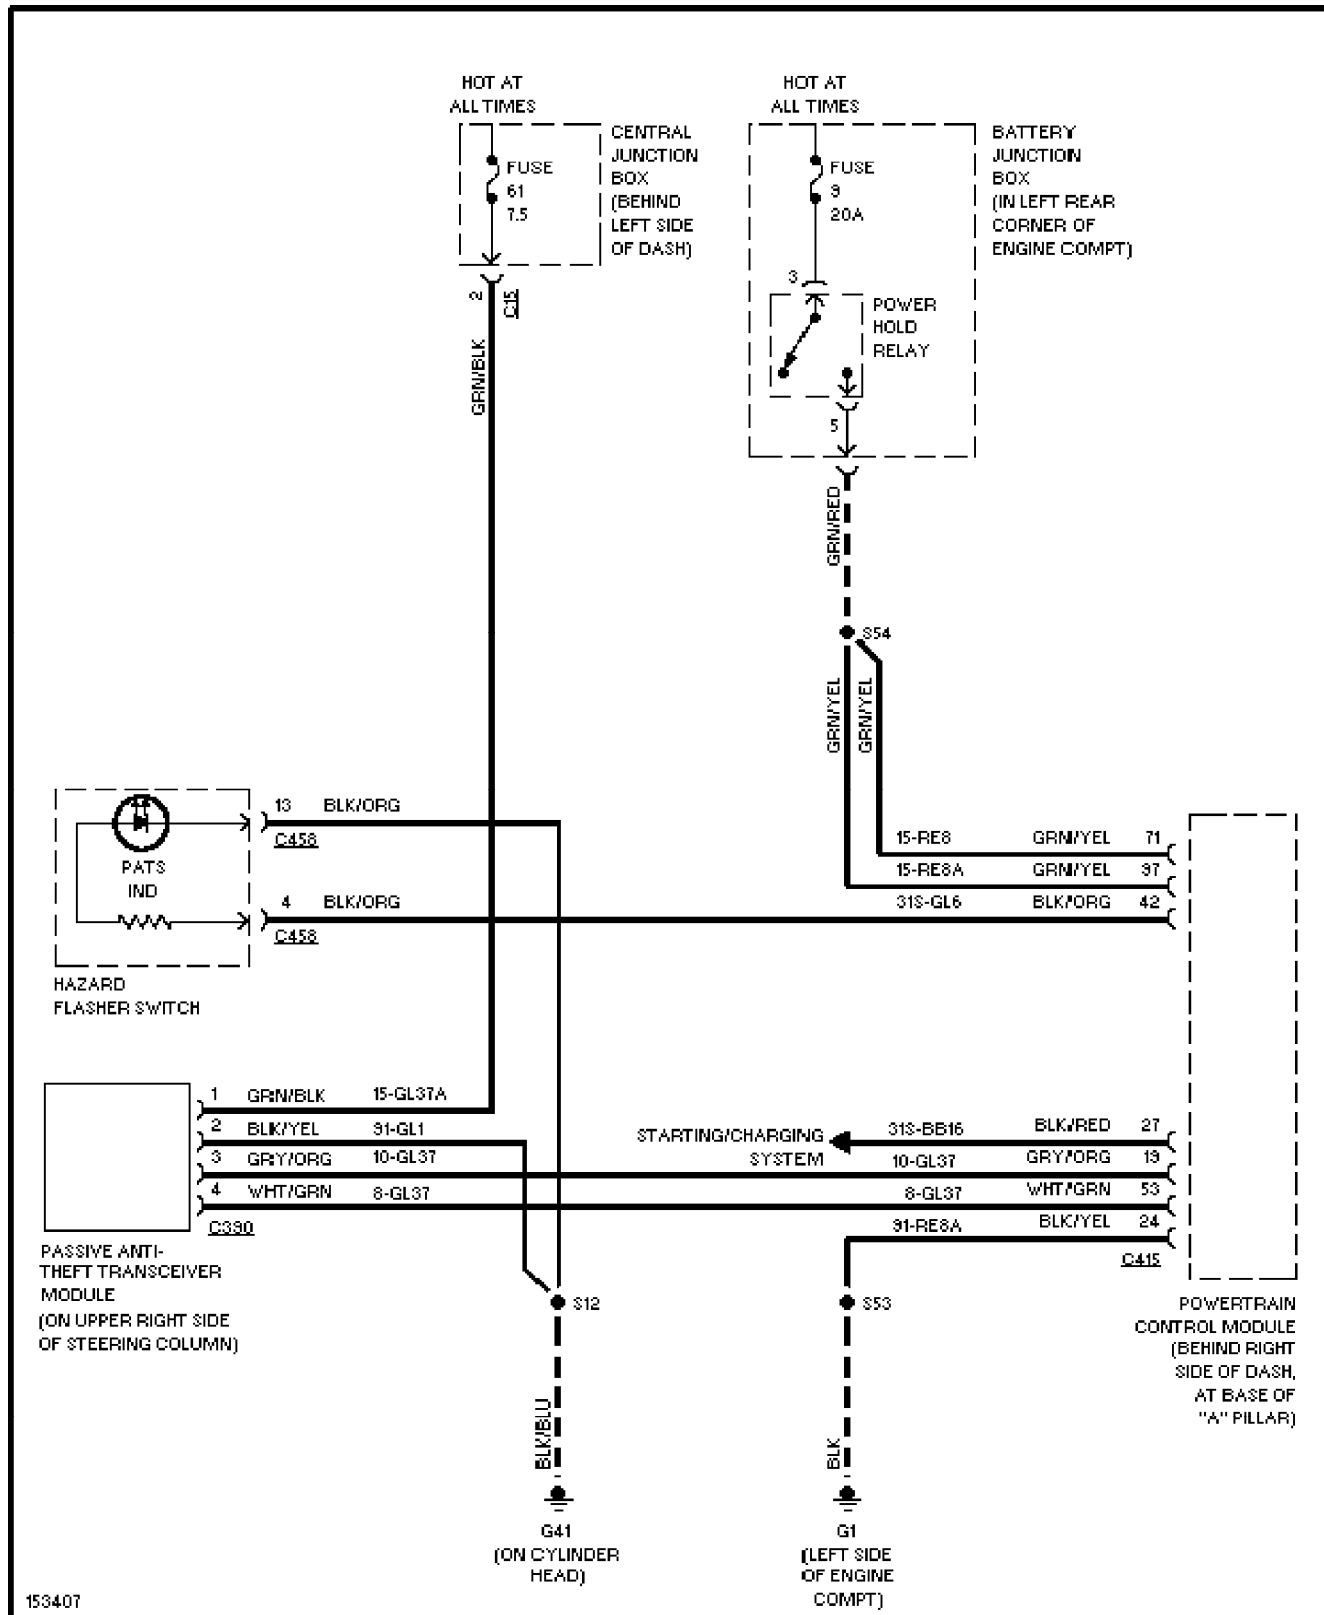 HOT AT
ALL TIMES
HOT AT
ALL TIMES
CENTRAL
JUNCTION
BOX
(BEHIND
LEFT SIDE
OF DASH)
FUSE
61
7.5
BATTERY
JUNCTION
BOX
(IN LEFT REAR
CORNER OF
ENGINE COMPT)
FUSE
9
20A
2
C15
GRN/BLK
3
POWER
HOLD
RELAY
5
GRN/RED
S54
GRN/YEL
GRN/YEL
PATS
IND
13 BLK/ORG
C458
4 BLK/ORG
C458
HAZARD
FLASHER SWITCH
15-RE8 GRN/YEL 71
15-RE8A GRN/YEL 97
31S-GL6 BLK/ORG 42
1 GRN/BLK 15-GL37A
2 BLK/YEL 91-GL1
3 GRY/ORG 10-GL37
4 WHT/GRN 8-GL37
C390
PASSIVE ANTI-
THEFT TRANSCEIVER
MODULE
(ON UPPER RIGHT SIDE
OF STEERING COLUMN)
STARTING/CHARGING
SYSTEM
31S-BB16 BLK/RED 27
10-GL37 GRY/ORG 19
8-GL37 WHT/GRN 53
91-RE8A BLK/YEL 24
C415
POWERTRAIN
CONTROL MODULE
(BEHIND RIGHT
SIDE OF DASH,
AT BASE OF
"A" PILLAR)
S12
S53
BLK/BLU
BLK
G41
(ON CYLINDER
HEAD)
G1
(LEFT SIDE
OF ENGINE
COMPT)
153407